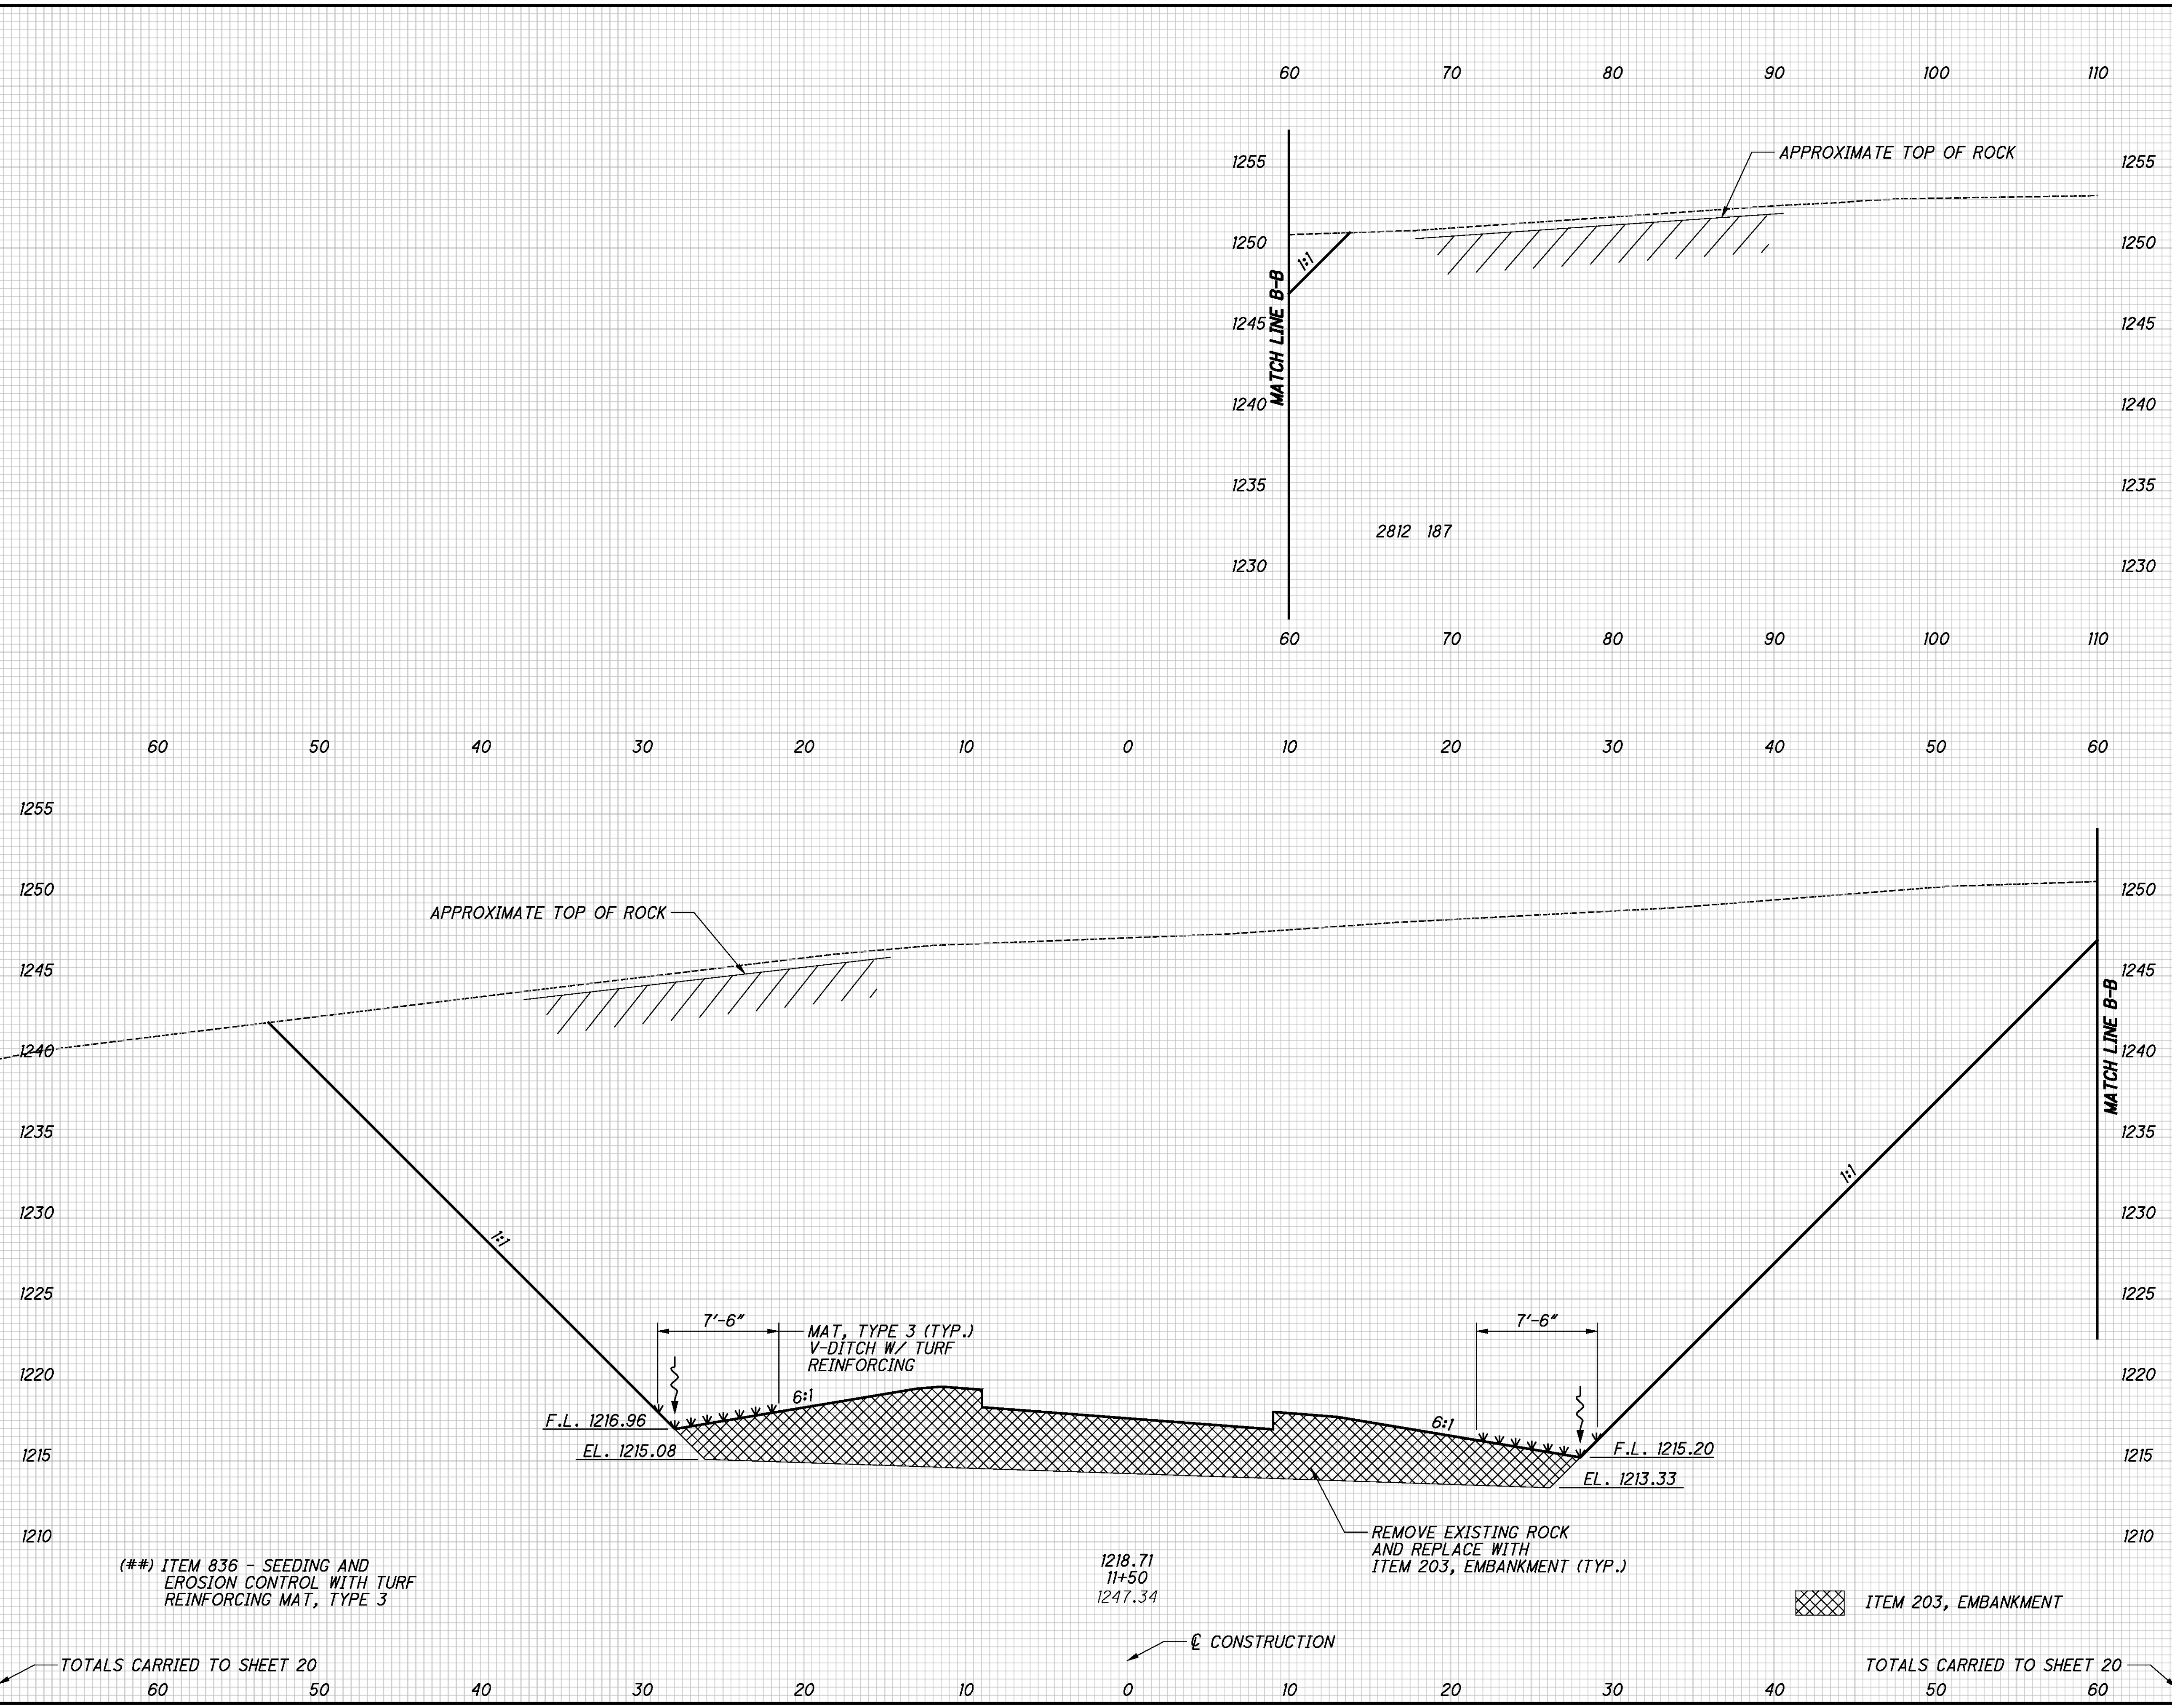 60 70 80 90 100 110
APPROXIMATE TOP OF ROCK
1255 1255
1250 1250
1:1
MATCH LINE B-B
1245 1245
1240 1240
1235 1235
2812 187
1230 1230
60 70 80 90 100 110
60 50 40 30 20 10 0 10 20 30 40 50 60
1255
1250 1250
APPROXIMATE TOP OF ROCK
1245 1245
MATCH LINE B-B
1240 1240
1235 1235
1:1
1230 1230
1:1
1225 1225
7'-6" 7'-6"
MAT, TYPE 3 (TYP.)
V-DITCH W/ TURF
REINFORCING
1220 1220
6:1 6:1
F.L. 1216.96
F.L. 1215.20
EL. 1215.08
1215 1215
EL. 1213.33
1210 1210
REMOVE EXISTING ROCK
AND REPLACE WITH
ITEM 203, EMBANKMENT (TYP.)
(##) ITEM 836 - SEEDING AND
EROSION CONTROL WITH TURF
REINFORCING MAT, TYPE 3
1218.71
11+50
1247.34
ITEM 203, EMBANKMENT
℄ CONSTRUCTION
TOTALS CARRIED TO SHEET 20
TOTALS CARRIED TO SHEET 20
60 50 40 30 20 10 0 10 20 30 40 50 60